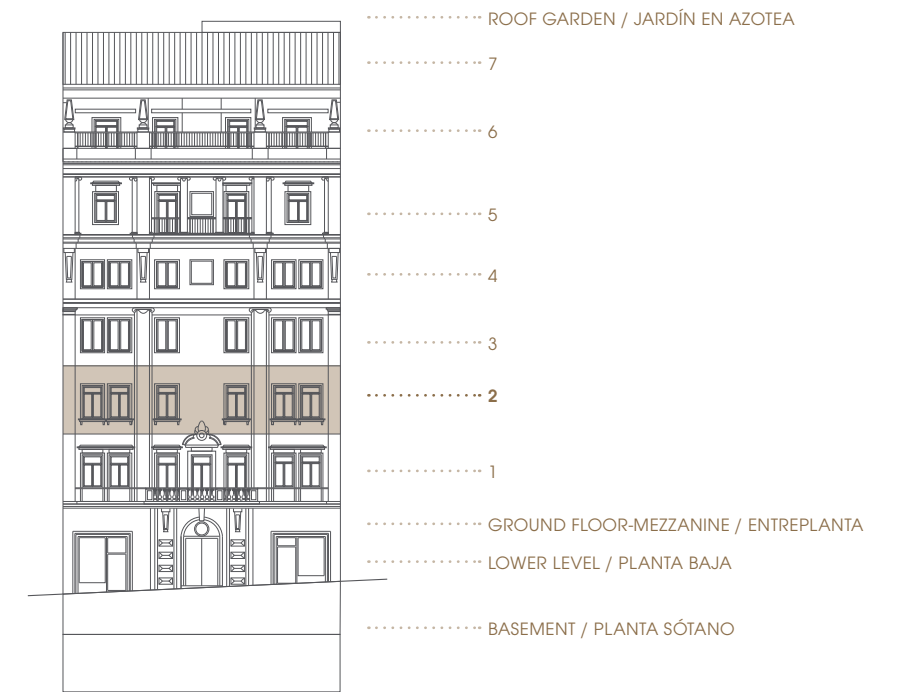 ROOF GARDEN / JARDÍN EN AZOTEA
7
6
5
4
3
2
1
GROUND FLOOR-MEZZANINE / ENTREPLANTA
LOWER LEVEL / PLANTA BAJA
BASEMENT / PLANTA SÓTANO